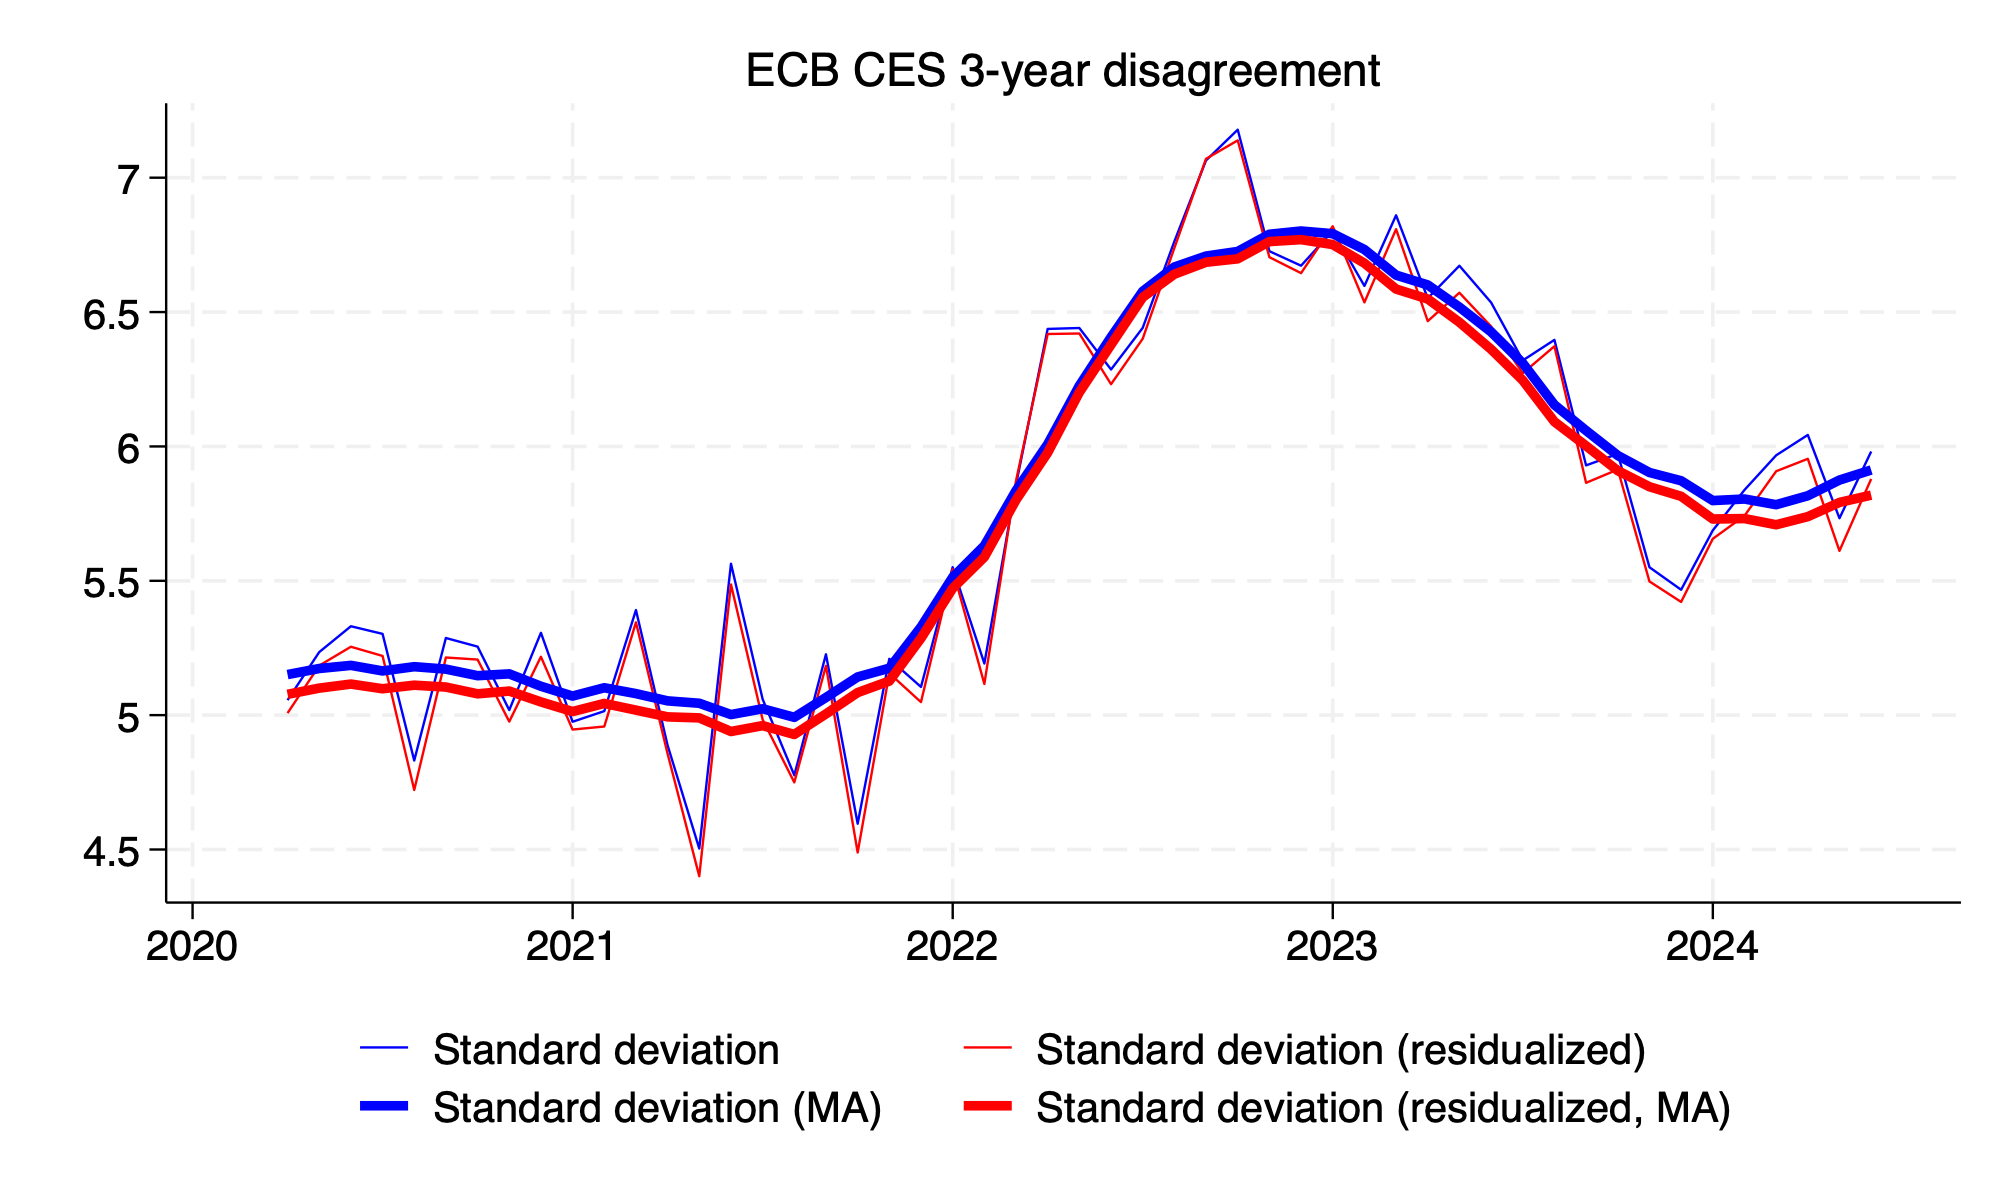 ECB CES 3-year disagreement
7
6.5
6
5.5
5
4.5
2020 2021 2022 2023 2024
Standard deviation Standard deviation (residualized)
Standard deviation (MA) Standard deviation (residualized, MA)